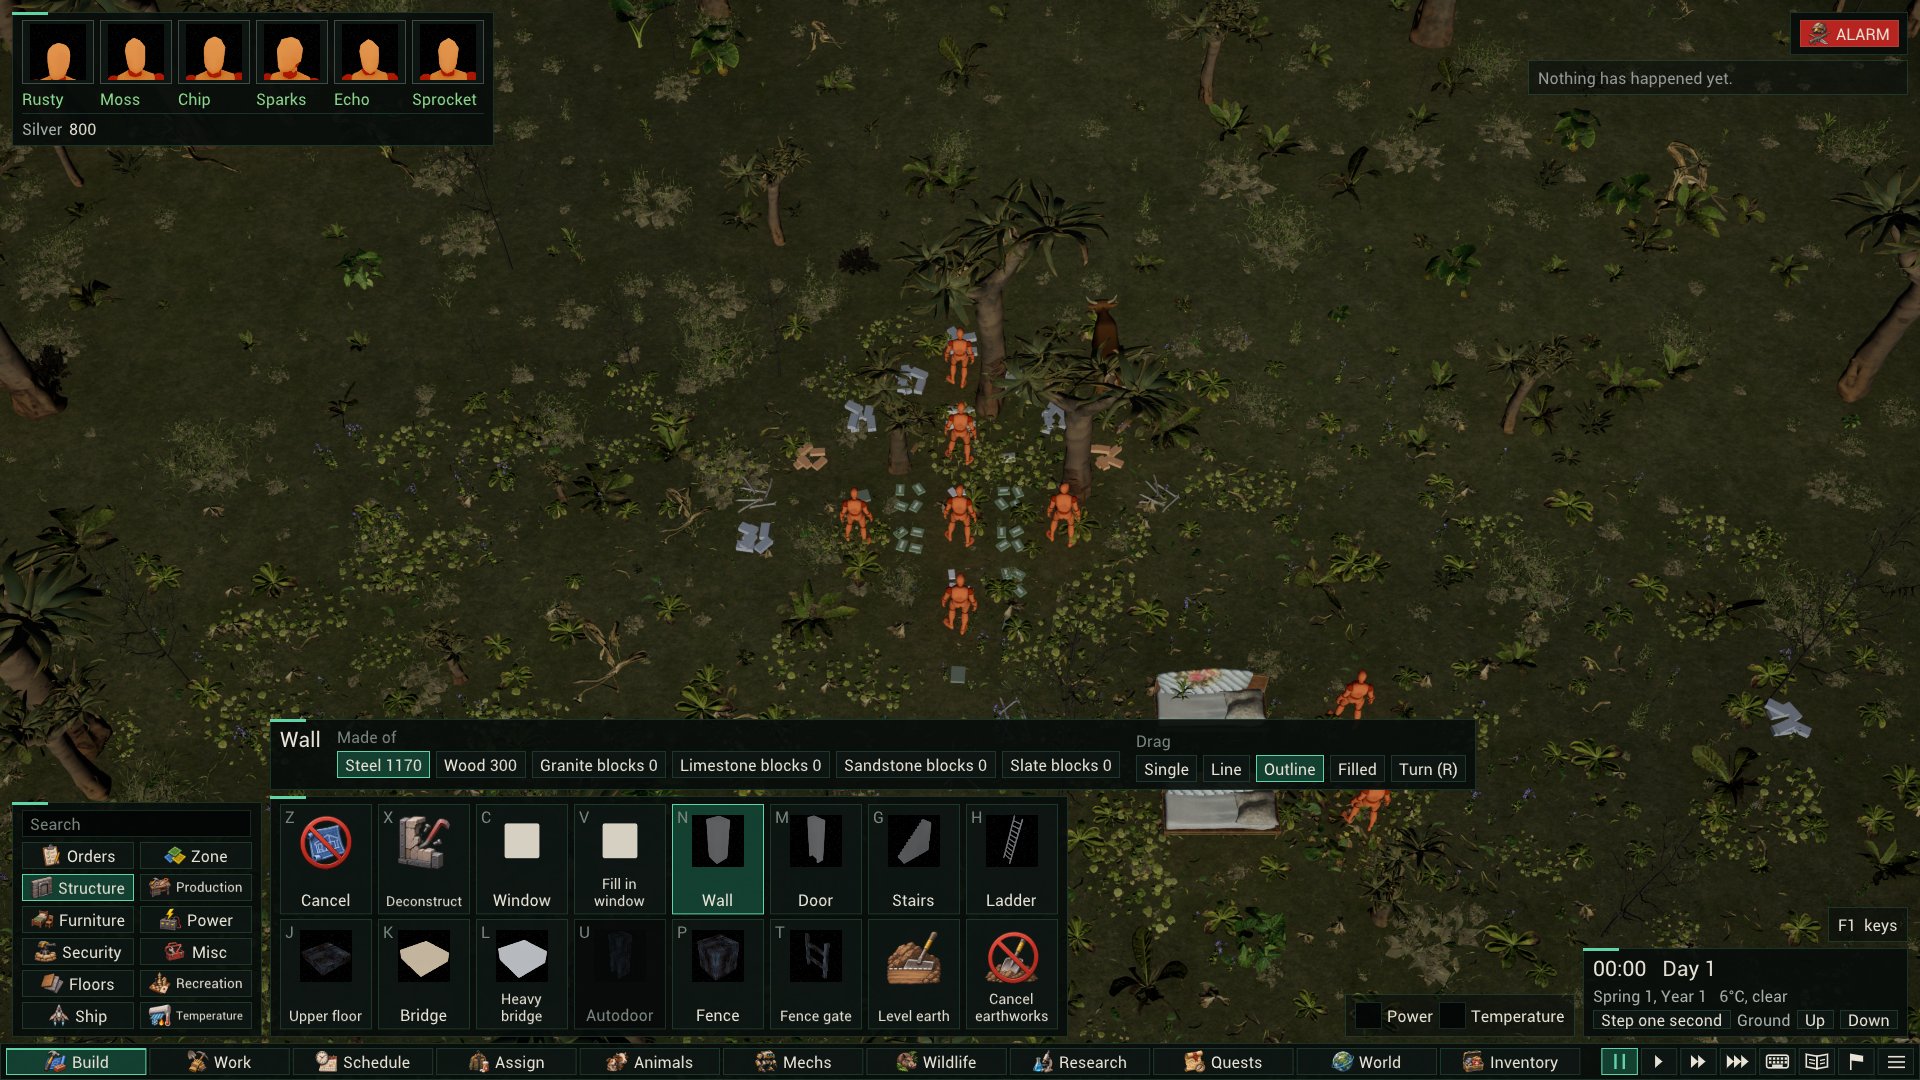 Rusty Moss Chip Sparks Echo Sprocket
Silver 800
ALARM
Nothing has happened yet.
Wall
Made of
Steel 1170 Wood 300 Granite blocks 0 Limestone blocks 0 Sandstone blocks 0 Slate blocks 0
Drag
Single Line Outline Filled Turn (R)
Search
Orders Zone
Structure Production
Furniture Power
Security Misc
Floors Recreation
Ship Temperature
Z X C V N M G H
Cancel Deconstruct Window Fill in window Wall Door Stairs Ladder
J K L U P T
Upper floor Bridge Heavy bridge Autodoor Fence Fence gate Level earth Cancel earthworks
F1 keys
00:00 Day 1
Spring 1, Year 1 6°C, clear
Step one second Ground Up Down
Power Temperature
Build Work Schedule Assign Animals Mechs Wildlife Research Quests World Inventory